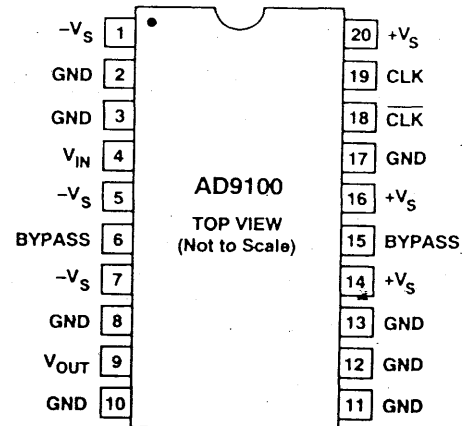 -VS 1 20 +VS
GND 2 19 CLK
GND 3 18 C̅L̅K̅
VIN 4 17 GND
-VS 5 AD9100 16 +VS
BYPASS 6 TOP VIEW 15 BYPASS
(Not to Scale)
-VS 7 14 +VS
GND 8 13 GND
VOUT 9 12 GND
GND 10 11 GND